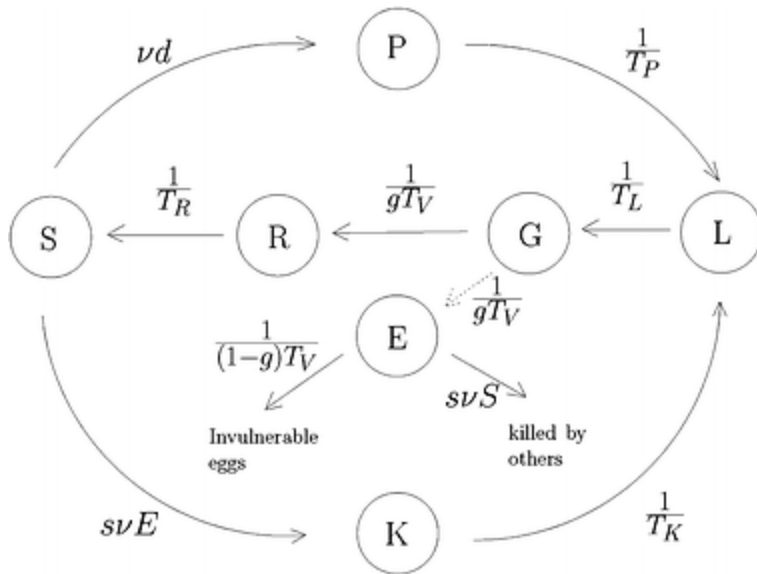 νd
P
1/T_P
S
1/T_R
R
1/gT_V
G
1/T_L
L
1/gT_V
E
1/(1−g)T_V
sνS
Invulnerable
eggs
killed by
others
sνE
K
1/T_K